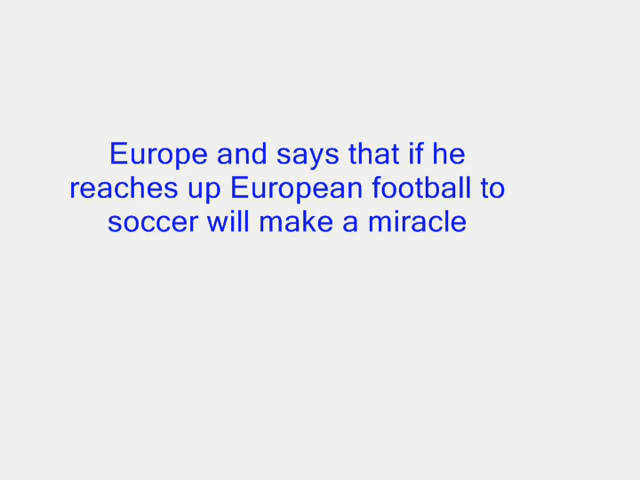 Europe and says that if he
reaches up European football to
soccer will make a miracle